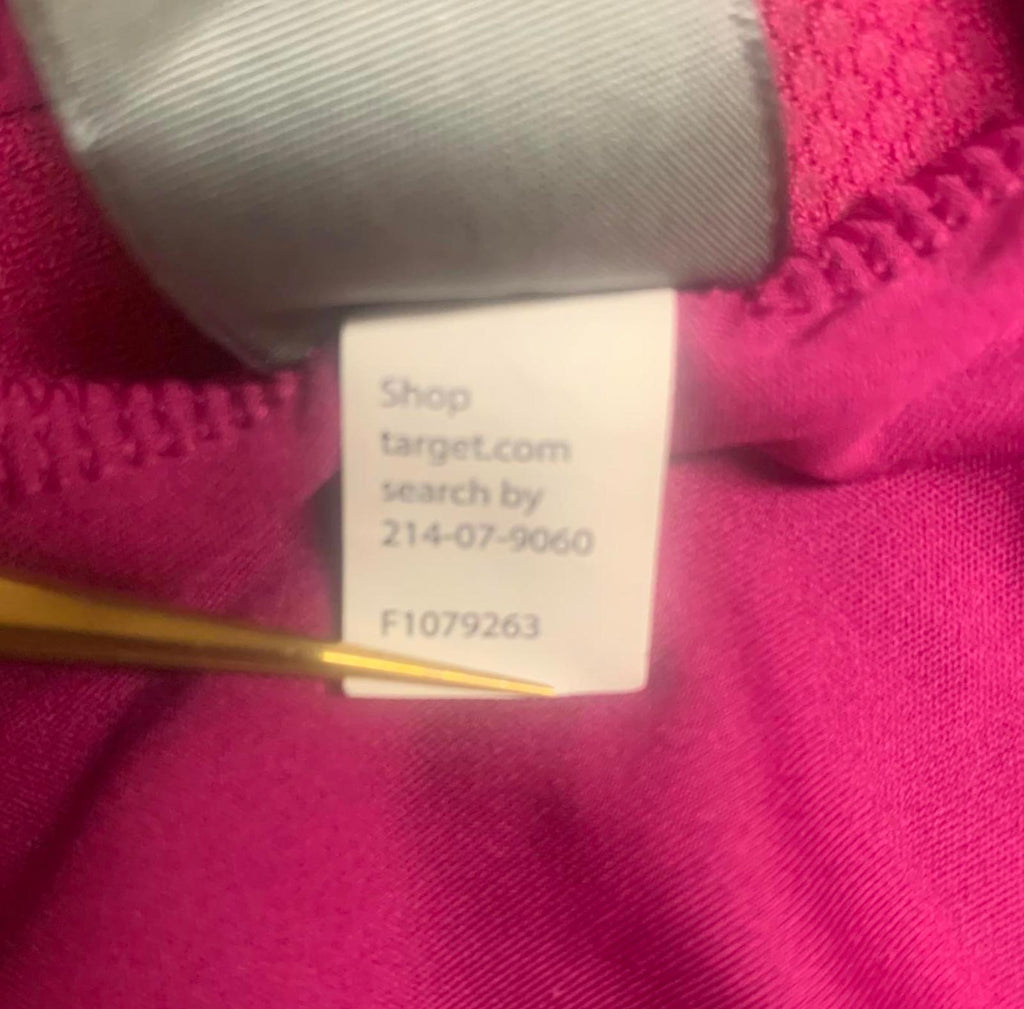 Shop
target.com
search by
214-07-9060
F1079263